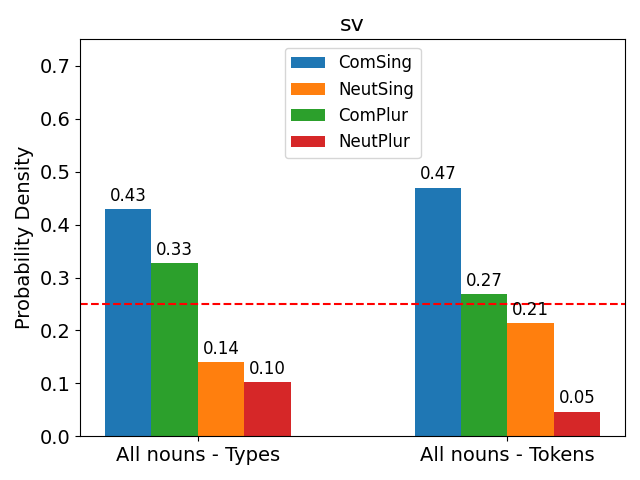 sv
Probability Density
0.7
0.6
0.5
0.4
0.3
0.2
0.1
0.0
ComSing
NeutSing
ComPlur
NeutPlur
0.43
0.33
0.14
0.10
0.47
0.27
0.21
0.05
All nouns - Types
All nouns - Tokens